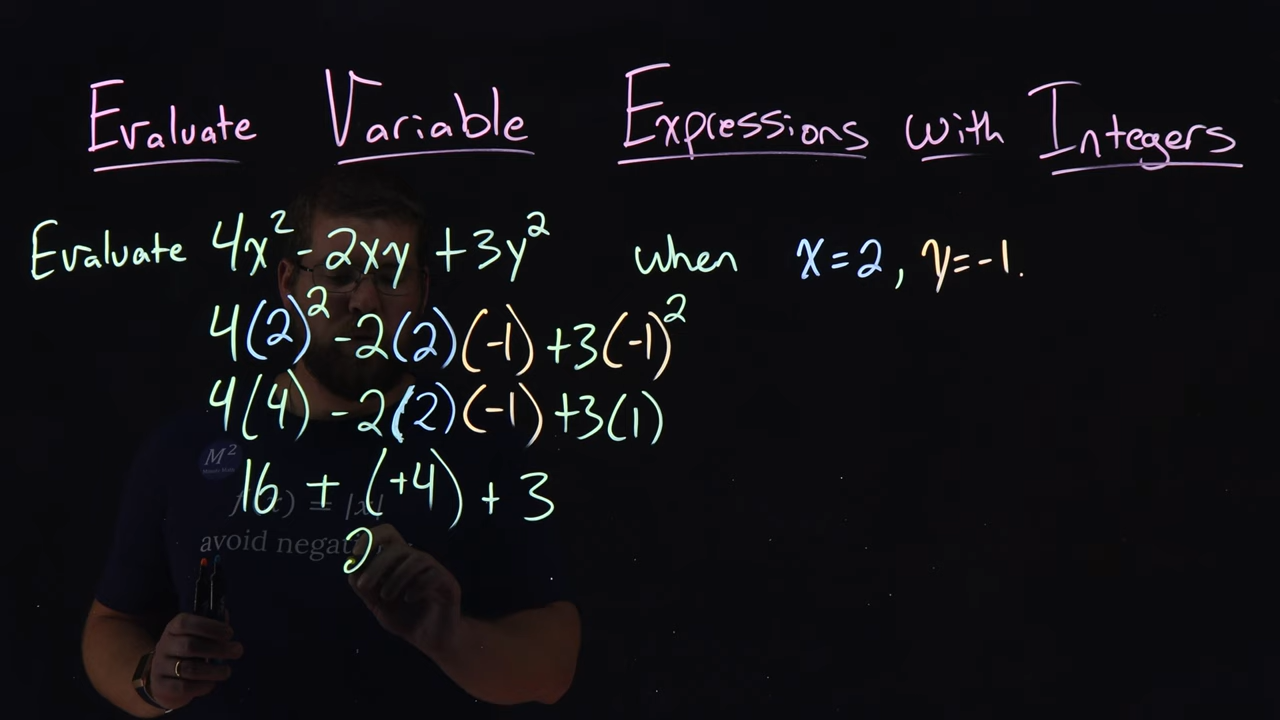 Evaluate Variable Expressions with Integers
Evaluate 4x² - 2xy + 3y² when x = 2, y = -1.
4(2)² - 2(2)(-1) + 3(-1)²
4(4) - 2(2)(-1) + 3(1)
M²
16 + (+4) + 3
= |x|
avoid
2